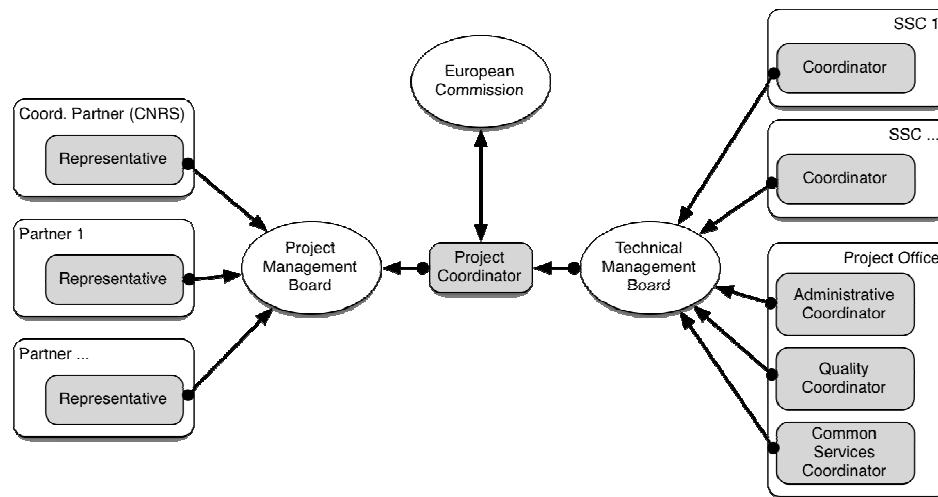 Coord. Partner (CNRS)
Representative
Partner 1
Representative
Partner ...
Representative
Project
Management
Board
European
Commission
Project
Coordinator
Technical
Management
Board
SSC 1
Coordinator
SSC ...
Coordinator
Project Office
Administrative
Coordinator
Quality
Coordinator
Common
Services
Coordinator